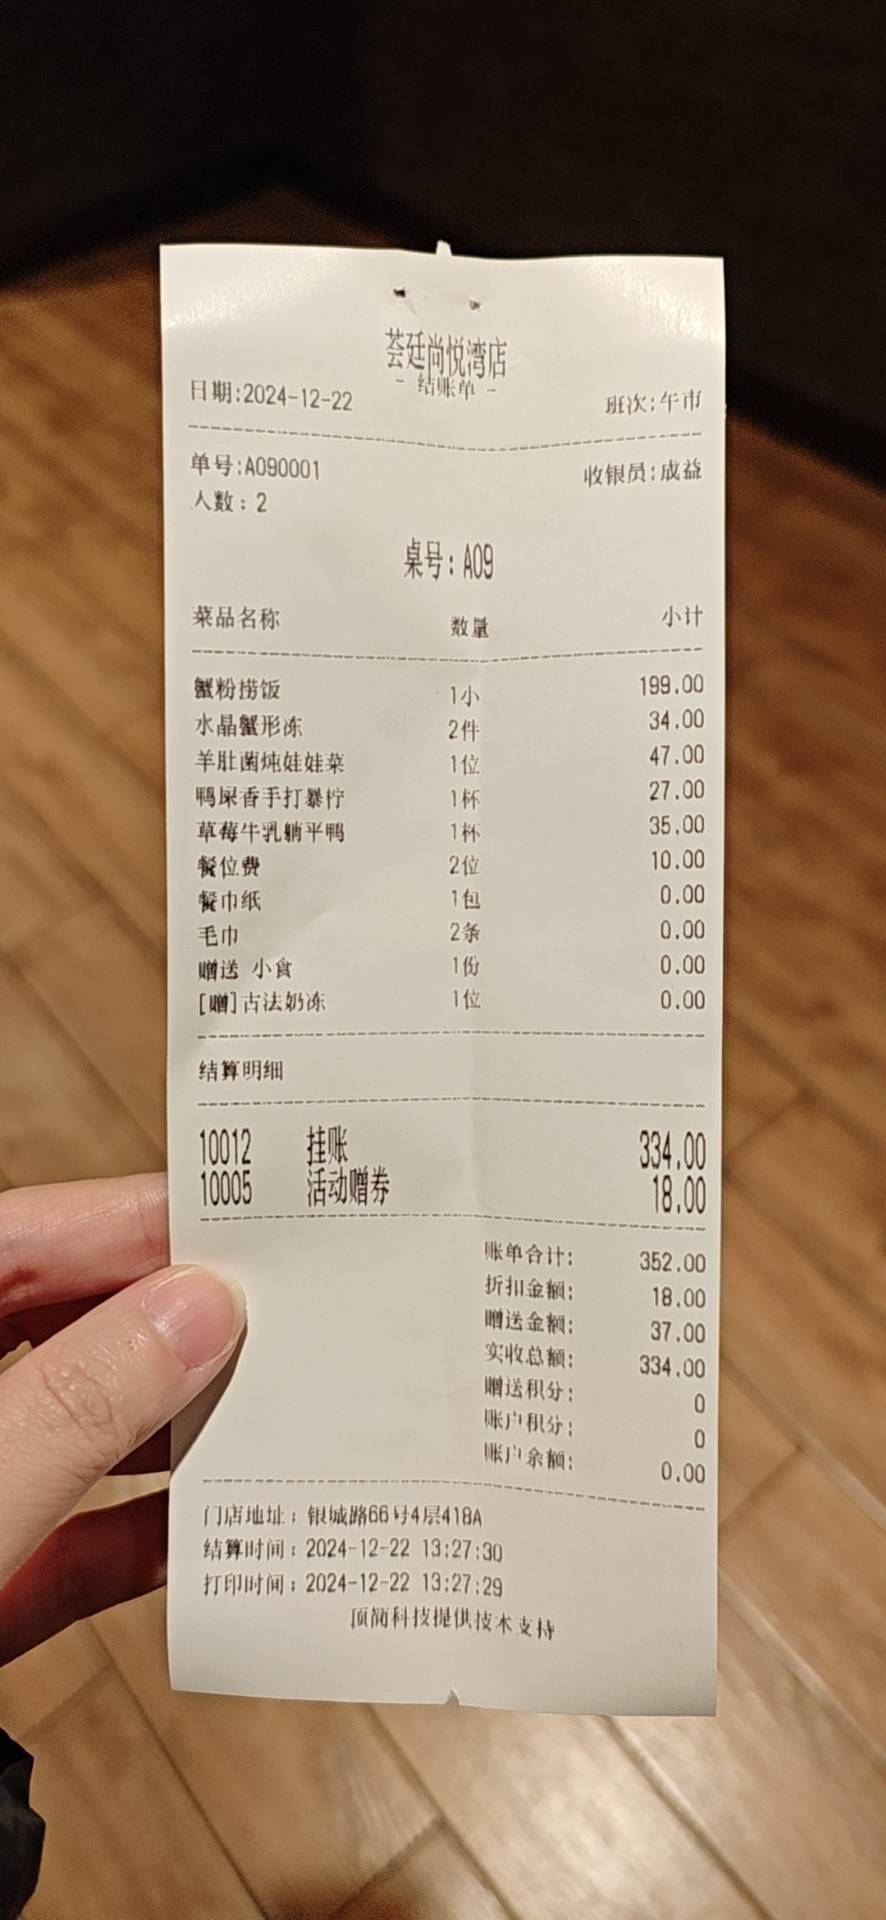 荟廷尚悦湾店
- 结账单 -
日期:2024-12-22 班次:午市
单号:A090001 收银员:成益
人数:2
桌号:A09
菜品名称 数量 小计
蟹粉捞饭 1小 199.00
水晶蟹形冻 2件 34.00
羊肚菌炖娃娃菜 1位 47.00
鸭屎香手打暴柠 1杯 27.00
草莓牛乳躺平鸭 1杯 35.00
餐位费 2位 10.00
餐巾纸 1包 0.00
毛巾 2条 0.00
赠送 小食 1份 0.00
[赠]古法奶冻 1位 0.00
结算明细
10012 挂账 334.00
10005 活动赠券 18.00
账单合计: 352.00
折扣金额: 18.00
赠送金额: 37.00
实收总额: 334.00
赠送积分: 0
账户积分: 0
账户余额: 0.00
门店地址:银城路66号4层418A
结算时间:2024-12-22 13:27:30
打印时间:2024-12-22 13:27:29
顶简科技提供技术支持